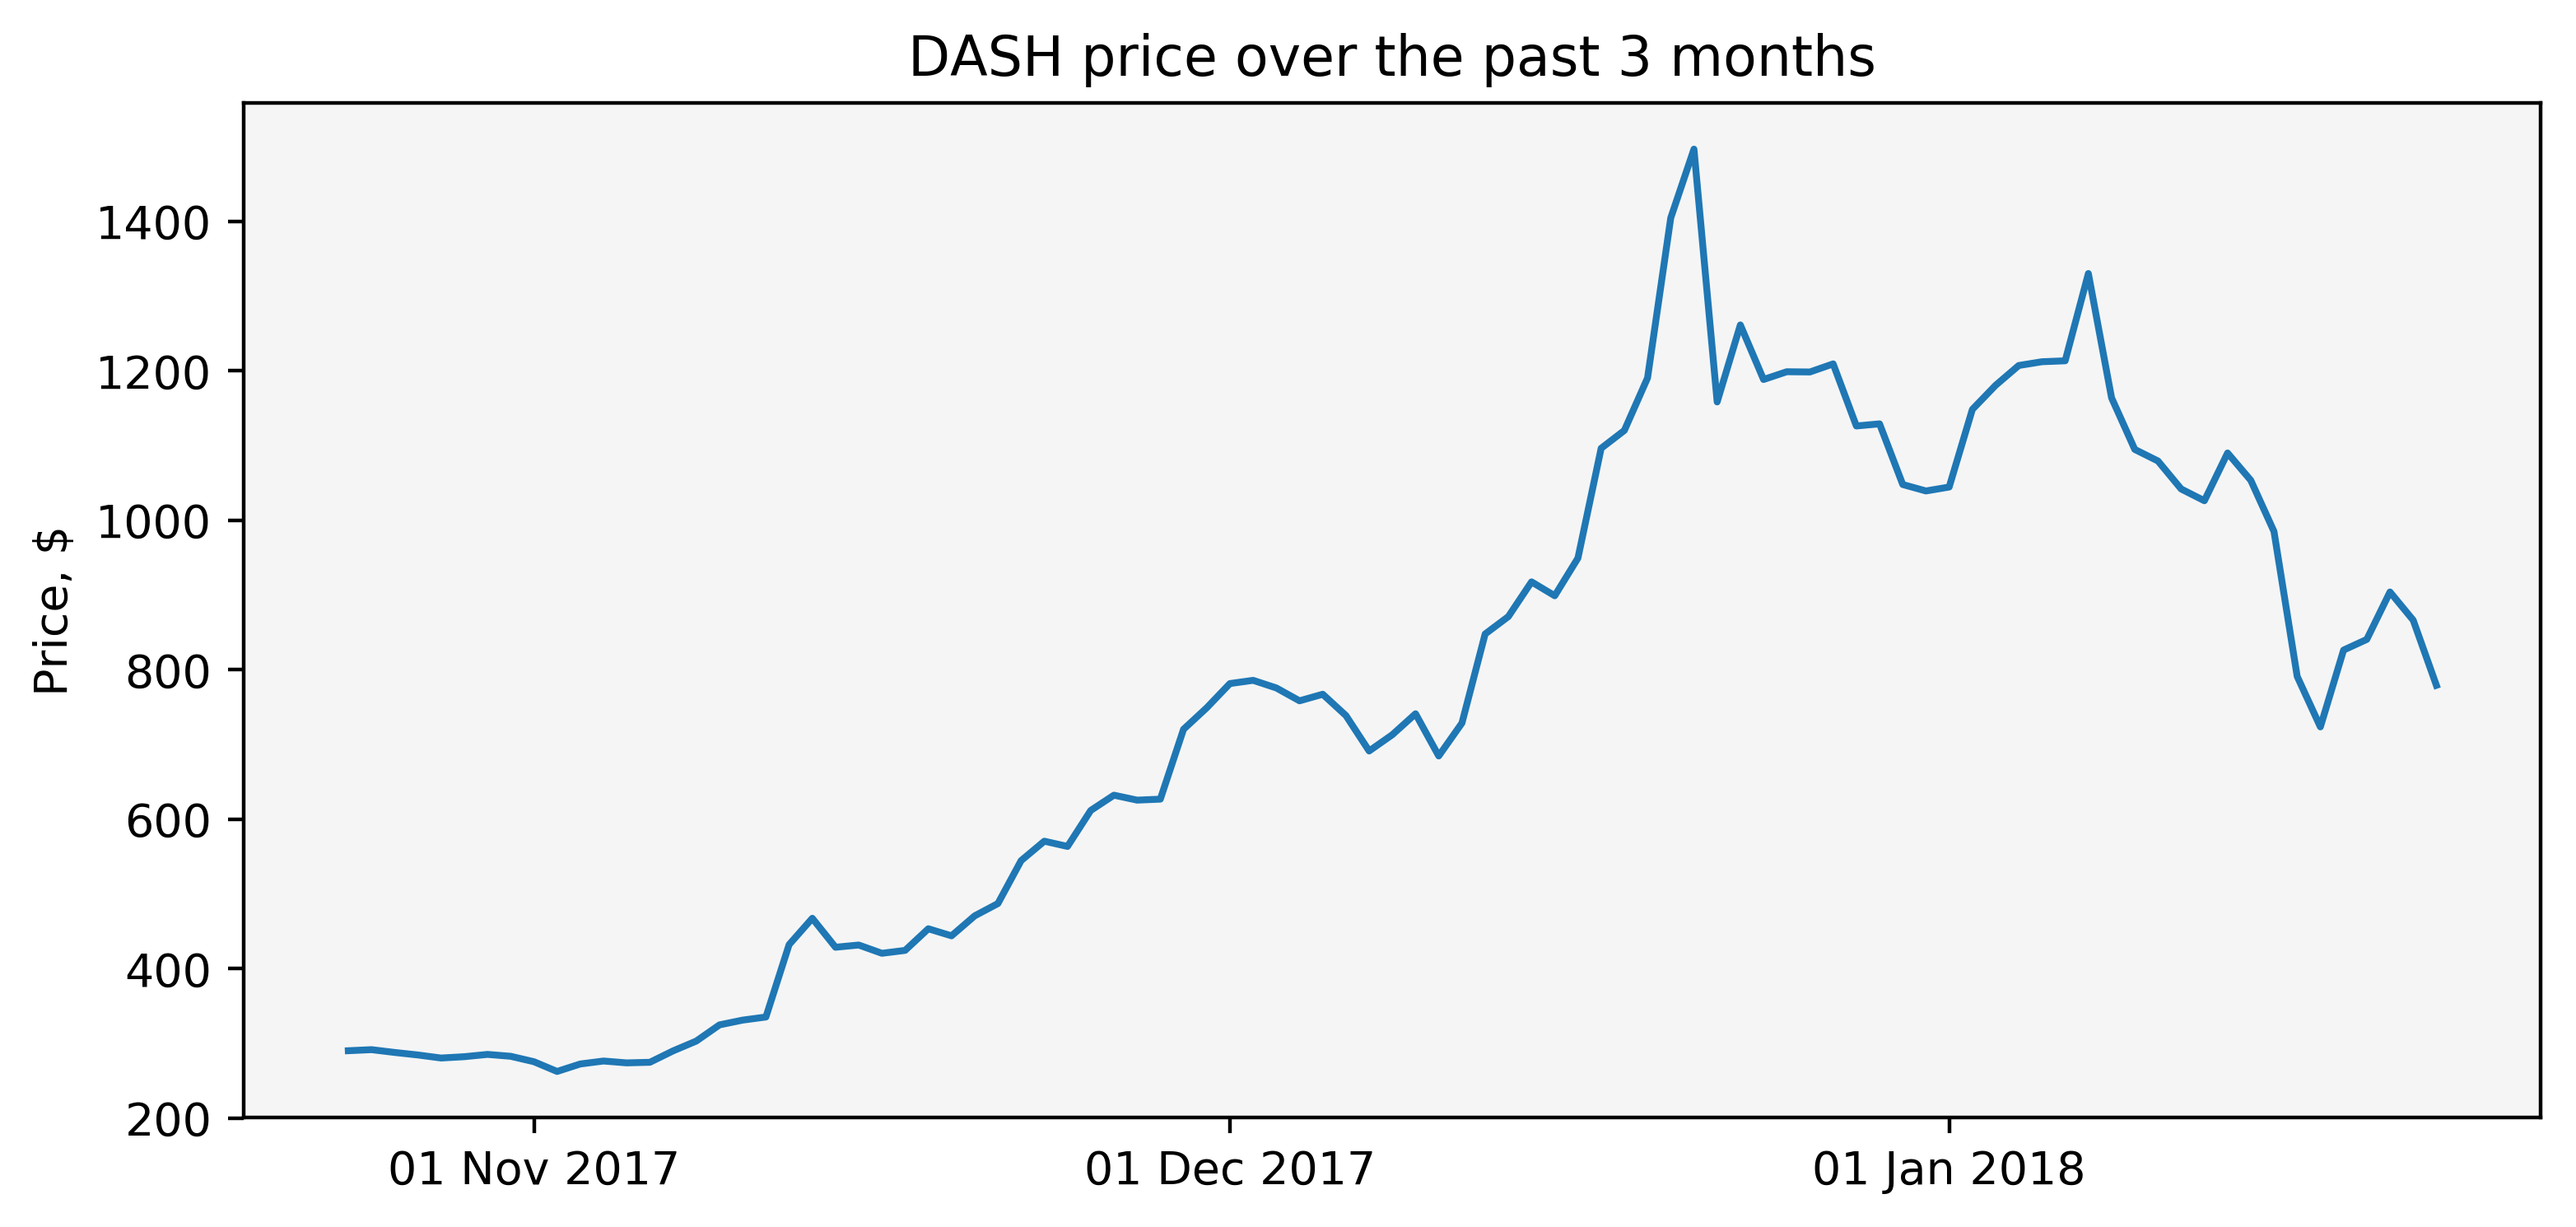 DASH price over the past 3 months
Price, $
1400
1200
1000
800
600
400
200
01 Nov 2017
01 Dec 2017
01 Jan 2018